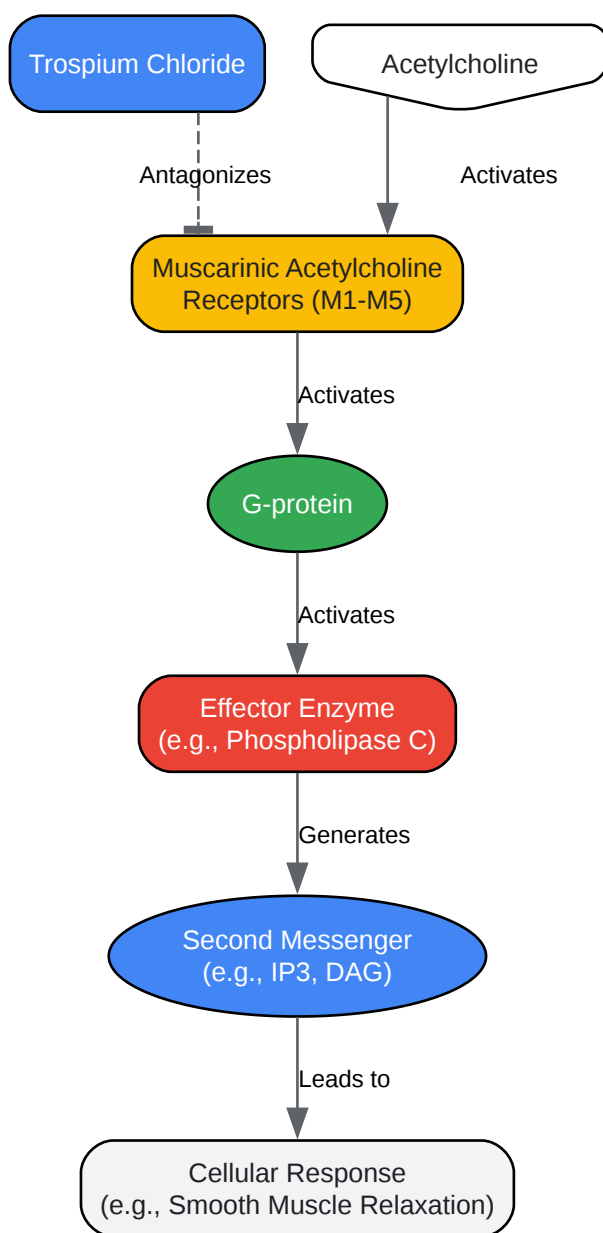 Trospium Chloride
Acetylcholine
Antagonizes
Activates
Muscarinic Acetylcholine
Receptors (M1-M5)
Activates
G-protein
Activates
Effector Enzyme
(e.g., Phospholipase C)
Generates
Second Messenger
(e.g., IP3, DAG)
Leads to
Cellular Response
(e.g., Smooth Muscle Relaxation)